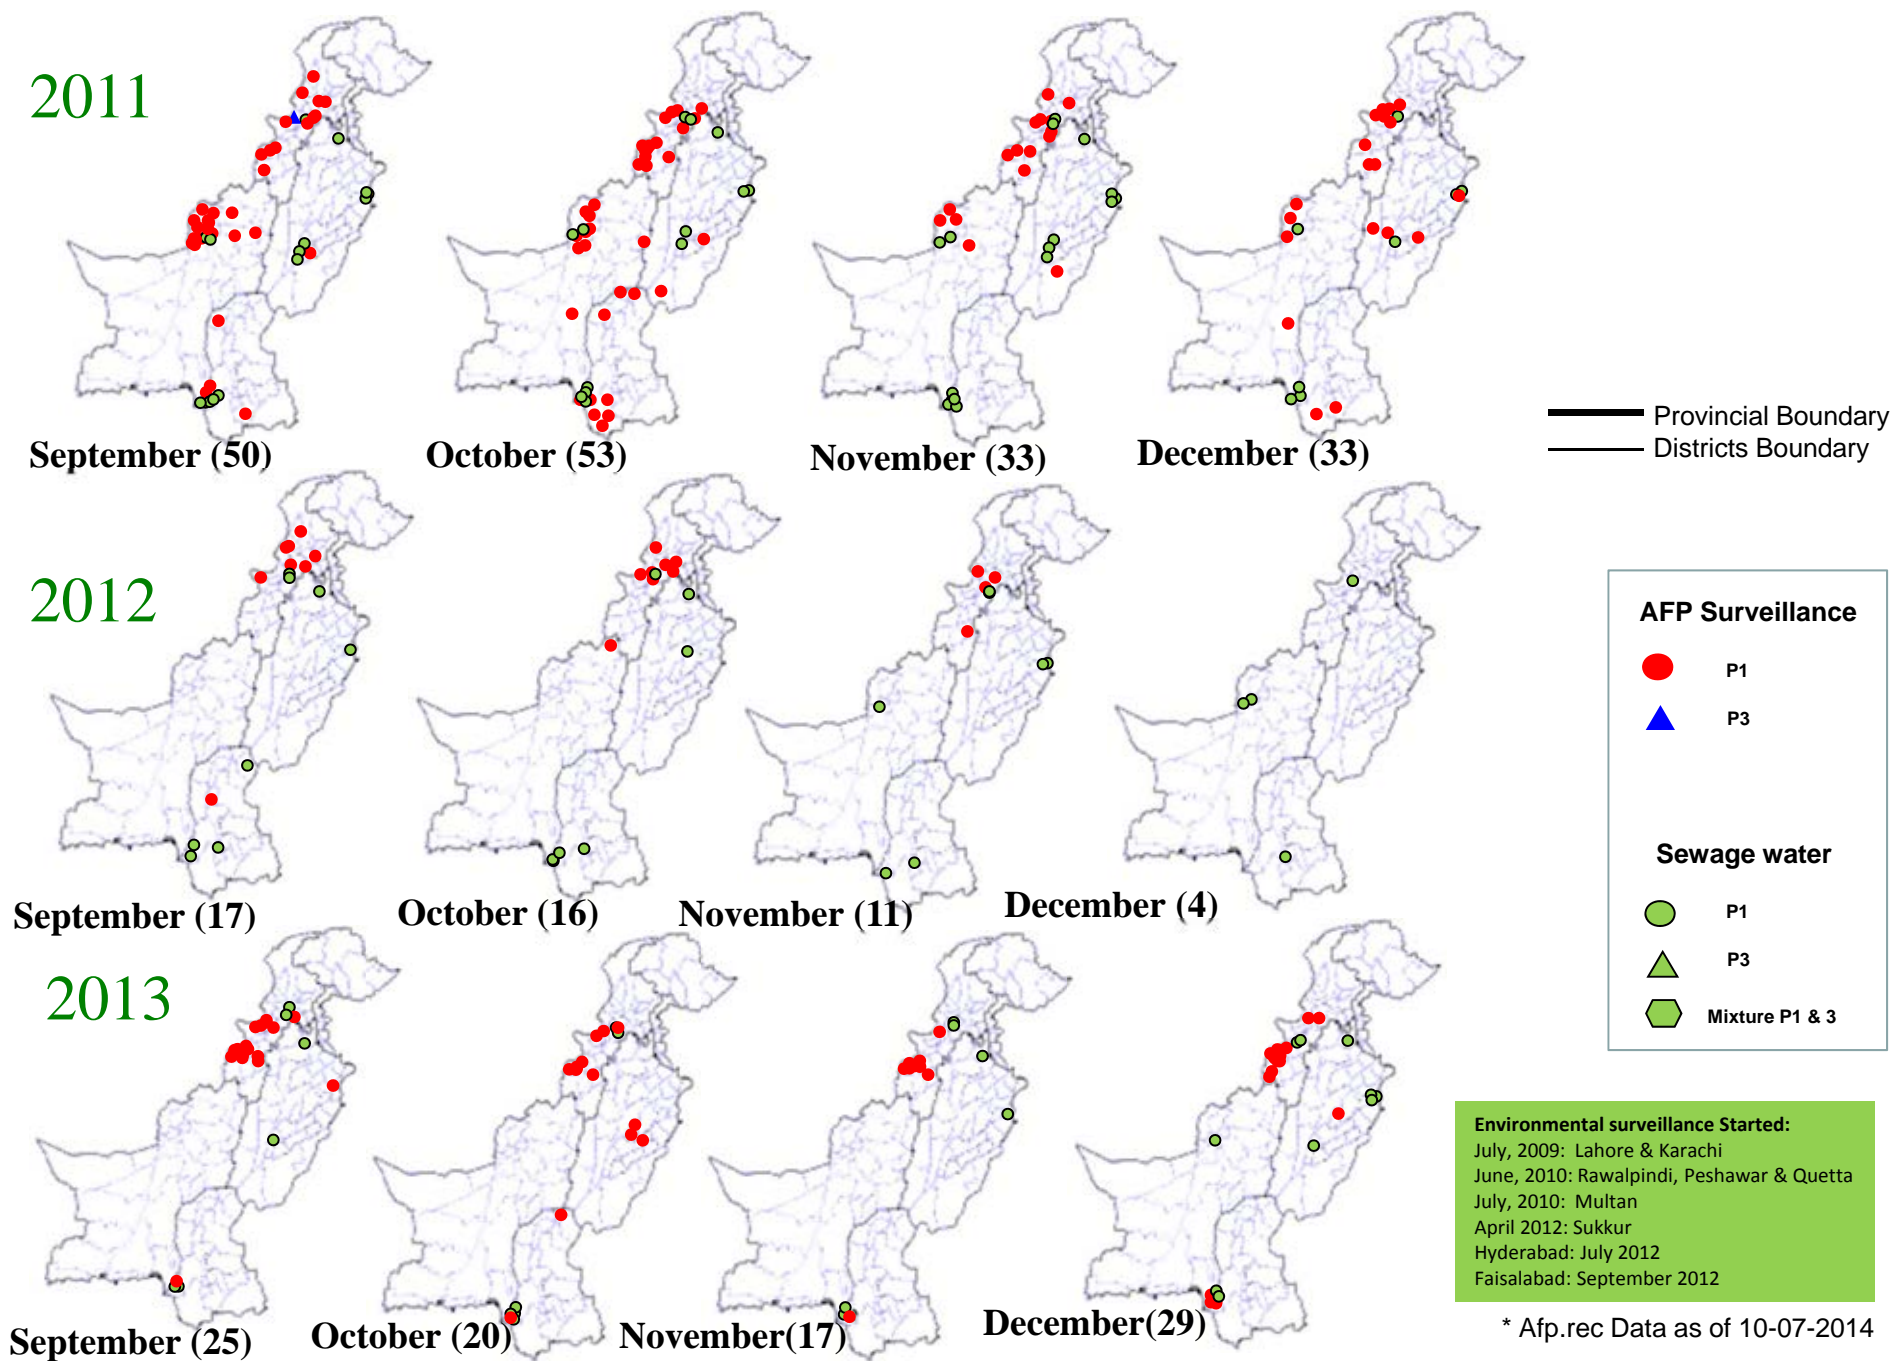 2011
September (50)
October (53)
November (33)
December (33)
Provincial Boundary
Districts Boundary
2012
September (17)
October (16)
November (11)
December (4)
AFP Surveillance
P1
P3
Sewage water
P1
P3
Mixture P1 & 3
2013
September (25)
October (20)
November(17)
December(29)
Environmental surveillance Started:
July, 2009: Lahore & Karachi
June, 2010: Rawalpindi, Peshawar & Quetta
July, 2010: Multan
April 2012: Sukkur
Hyderabad: July 2012
Faisalabad: September 2012
* Afp.rec Data as of 10-07-2014